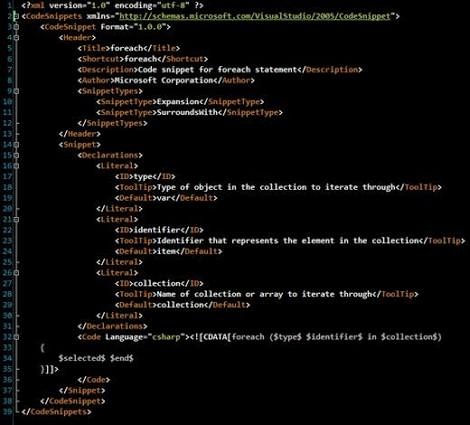 1 <?xml version="1.0" encoding="utf-8" ?>
2 <CodeSnippets xmlns="http://schemas.microsoft.com/VisualStudio/2005/CodeSnippet">
3 <CodeSnippet Format="1.0.0">
4 <Header>
5 <Title>foreach</Title>
6 <Shortcut>foreach</Shortcut>
7 <Description>Code snippet for foreach statement</Description>
8 <Author>Microsoft Corporation</Author>
9 <SnippetTypes>
10 <SnippetType>Expansion</SnippetType>
11 <SnippetType>SurroundsWith</SnippetType>
12 </SnippetTypes>
13 </Header>
14 <Snippet>
15 <Declarations>
16 <Literal>
17 <ID>type</ID>
18 <ToolTip>Type of object in the collection to iterate through</ToolTip>
19 <Default>var</Default>
20 </Literal>
21 <Literal>
22 <ID>identifier</ID>
23 <ToolTip>Identifier that represents the element in the collection</ToolTip>
24 <Default>item</Default>
25 </Literal>
26 <Literal>
27 <ID>collection</ID>
28 <ToolTip>Name of collection or array to iterate through</ToolTip>
29 <Default>collection</Default>
30 </Literal>
31 </Declarations>
32 <Code Language="csharp"><![CDATA[foreach ($type$ $identifier$ in $collection$)
33 {
34 $selected$ $end$
35 }]]>
36 </Code>
37 </Snippet>
38 </CodeSnippet>
39 </CodeSnippets>